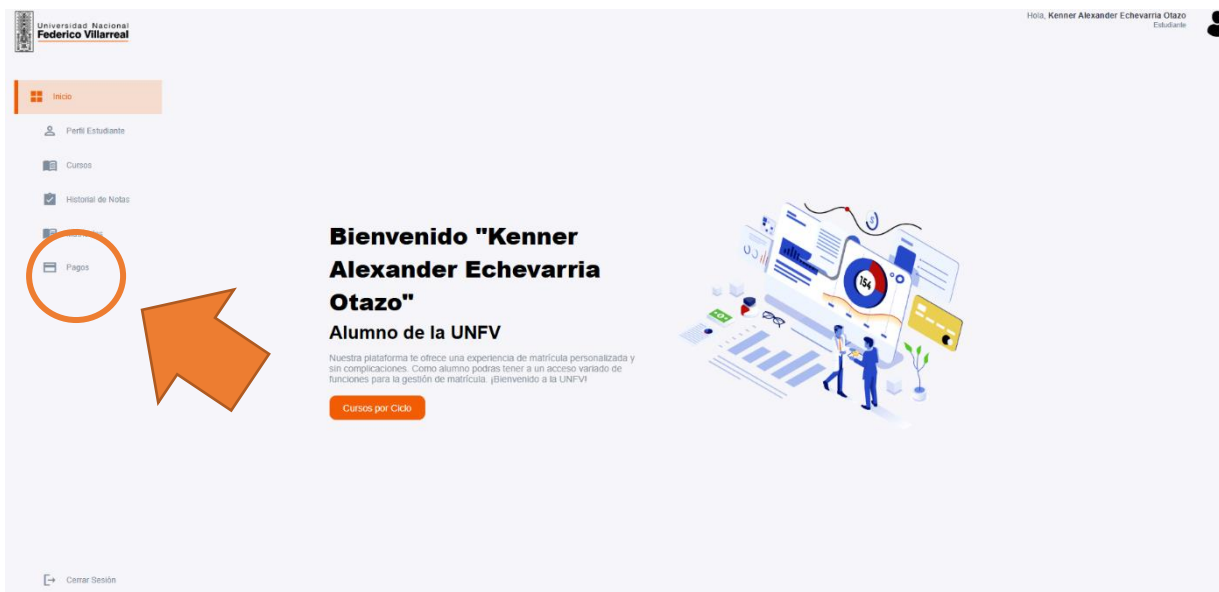 Universidad Nacional
Federico Villarreal
Hola, Kenner Alexander Echevarria Otazo
Estudiante
Inicio
Perfil Estudiante
Cursos
Historial de Notas
Pagos
Cerrar Sesión
Bienvenido "Kenner
Alexander Echevarria
Otazo"
Alumno de la UNFV
Nuestra plataforma te ofrece una experiencia de matrícula personalizada y
sin complicaciones. Como alumno podras tener a un acceso variado de
funciones para la gestión de matrícula. ¡Bienvenido a la UNFV!
Cursos por Ciclo
154